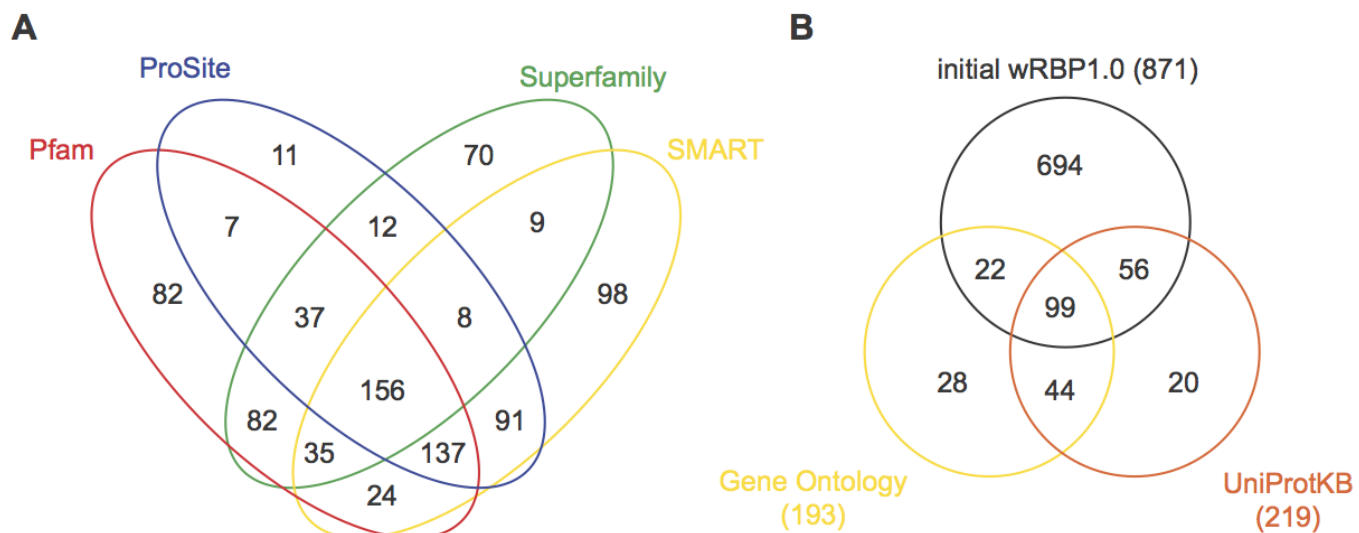 A
B
ProSite
Superfamily
initial wRBP1.0 (871)
Pfam
11
70
SMART
694
7
12
9
82
37
8
98
22
56
99
156
28
44
20
82
35
137
91
24
Gene Ontology
(193)
UniProtKB
(219)